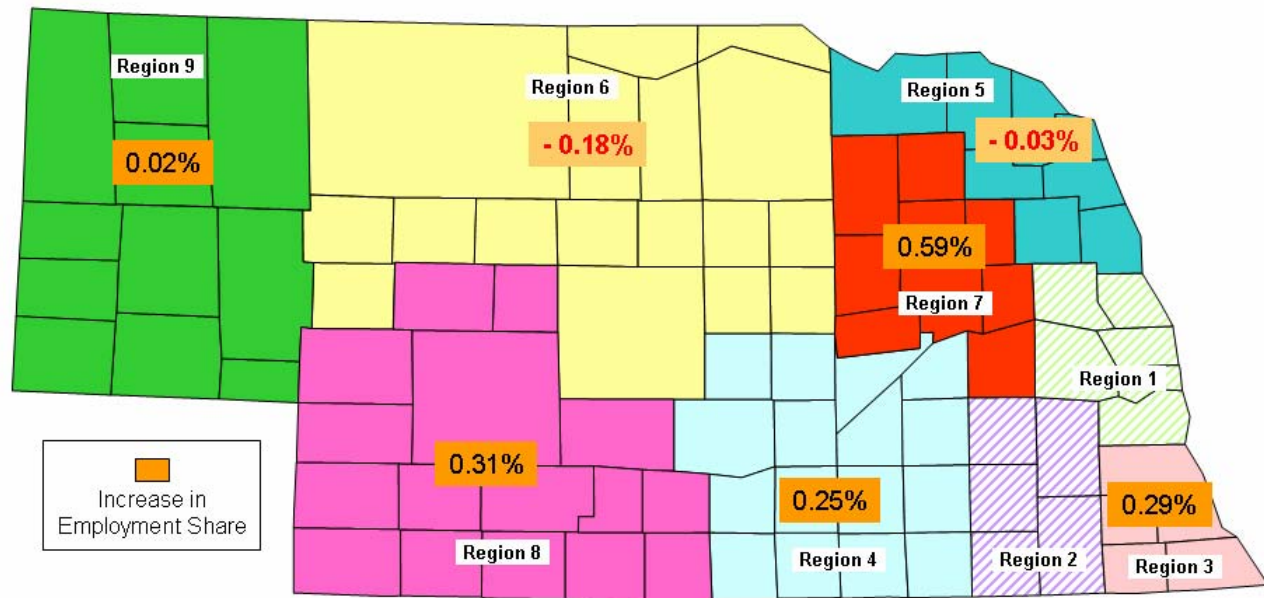 Region 9
0.02%
Region 6
- 0.18%
Region 5
- 0.03%
0.59%
Region 7
Region 1
0.31%
Region 8
0.25%
Region 4
Region 2
0.29%
Region 3
Increase in
Employment Share